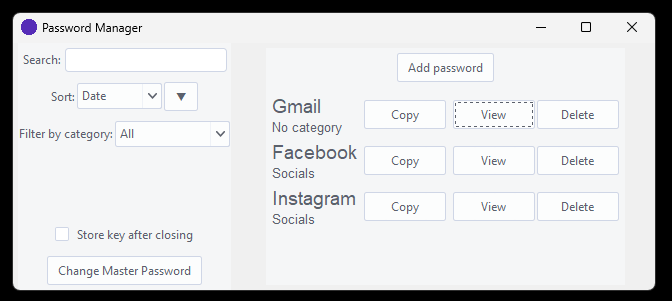 Password Manager
Search:
Sort: Date ▼
Filter by category: All
Store key after closing
Change Master Password
Add password
Gmail
No category
Copy View Delete
Facebook
Socials
Copy View Delete
Instagram
Socials
Copy View Delete